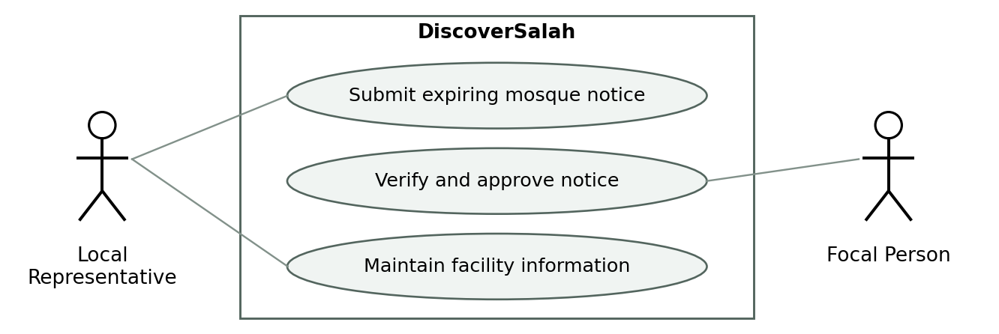 DiscoverSalah
Submit expiring mosque notice
Verify and approve notice
Maintain facility information
Local
Representative
Focal Person